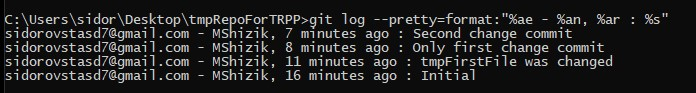 C:\Users\sidor\Desktop\tmpRepoForTRPP>git log --pretty=format:"%ae - %an, %ar : %s"
sidorovstasd7@gmail.com - MShizik, 7 minutes ago : Second change commit
sidorovstasd7@gmail.com - MShizik, 8 minutes ago : Only first change commit
sidorovstasd7@gmail.com - MShizik, 11 minutes ago : tmpFirstFile was changed
sidorovstasd7@gmail.com - MShizik, 16 minutes ago : Initial